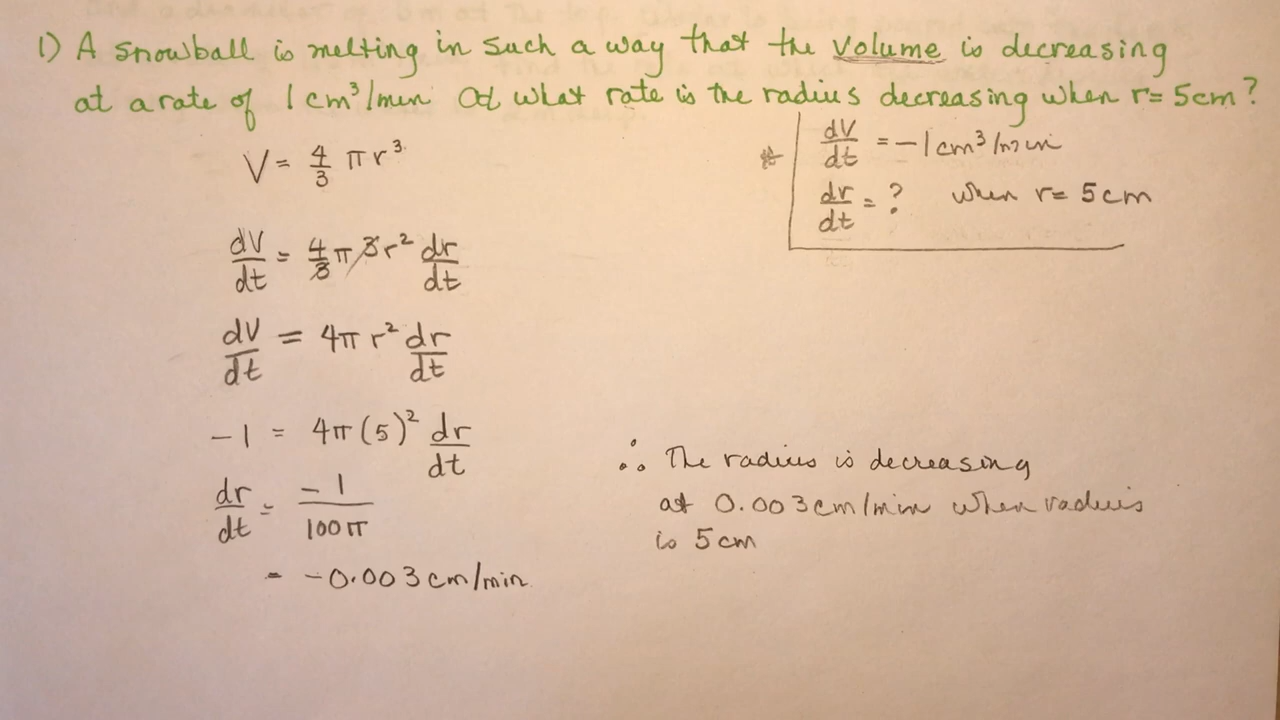 1) A snowball is melting in such a way that the volume is decreasing
at a rate of 1 cm³/min At what rate is the radius decreasing when r = 5cm?
V = 4/3 π r³
* dV/dt = -1 cm³/min
dr/dt = ? when r = 5 cm
dV/dt = 4/3 π 3r² dr/dt
dV/dt = 4π r² dr/dt
-1 = 4π (5)² dr/dt
dr/dt = -1/100π
= -0.003 cm/min
∴ The radius is decreasing
at 0.003 cm/min when radius
is 5 cm